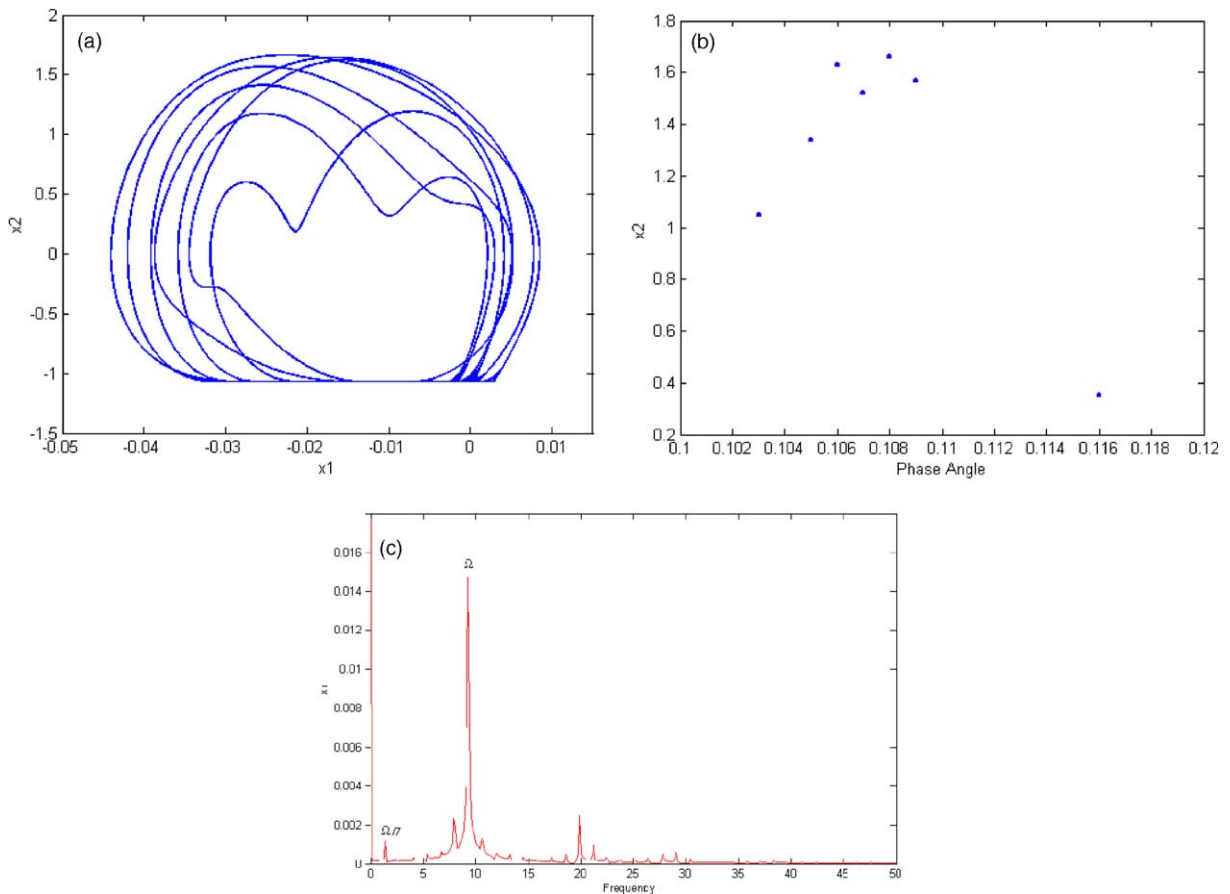 (a)
2
1.5
1
0.5
0
-0.5
-1
-1.5
x2
-0.05 -0.04 -0.03 -0.02 -0.01 0 0.01
x1
(b)
1.8
1.6
1.4
1.2
1
0.8
0.6
0.4
0.2
x2
0.1 0.102 0.104 0.106 0.108 0.11 0.112 0.114 0.116 0.118 0.12
Phase Angle
(c)
0.016
0.014
0.012
0.01
0.008
0.006
0.004
0.002
0
x1
Ω
Ω/7
0 5 10 15 20 25 30 35 40 45 50
Frequency